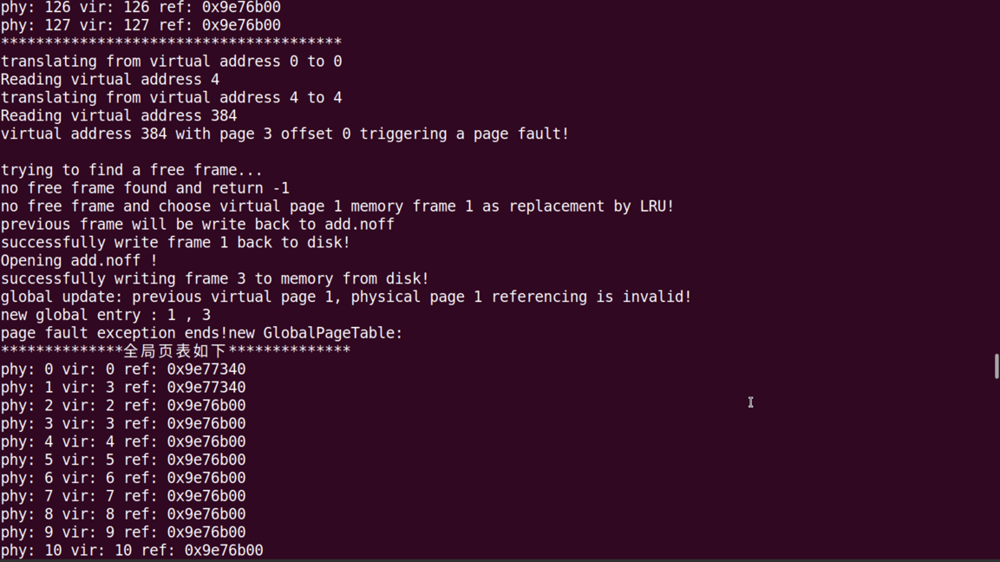 phy: 126 vir: 126 ref: 0x9e76b00
phy: 127 vir: 127 ref: 0x9e76b00
***************************************
translating from virtual address 0 to 0
Reading virtual address 4
translating from virtual address 4 to 4
Reading virtual address 384
virtual address 384 with page 3 offset 0 triggering a page fault!
trying to find a free frame...
no free frame found and return -1
no free frame and choose virtual page 1 memory frame 1 as replacement by LRU!
previous frame will be write back to add.noff
successfully write frame 1 back to disk!
Opening add.noff !
successfully writing frame 3 to memory from disk!
global update: previous virtual page 1, physical page 1 referencing is invalid!
new global entry : 1 , 3
page fault exception ends!new GlobalPageTable:
**************全局页表如下**************
phy: 0 vir: 0 ref: 0x9e77340
phy: 1 vir: 3 ref: 0x9e77340
phy: 2 vir: 2 ref: 0x9e76b00
phy: 3 vir: 3 ref: 0x9e76b00
phy: 4 vir: 4 ref: 0x9e76b00
phy: 5 vir: 5 ref: 0x9e76b00
phy: 6 vir: 6 ref: 0x9e76b00
phy: 7 vir: 7 ref: 0x9e76b00
phy: 8 vir: 8 ref: 0x9e76b00
phy: 9 vir: 9 ref: 0x9e76b00
phy: 10 vir: 10 ref: 0x9e76b00